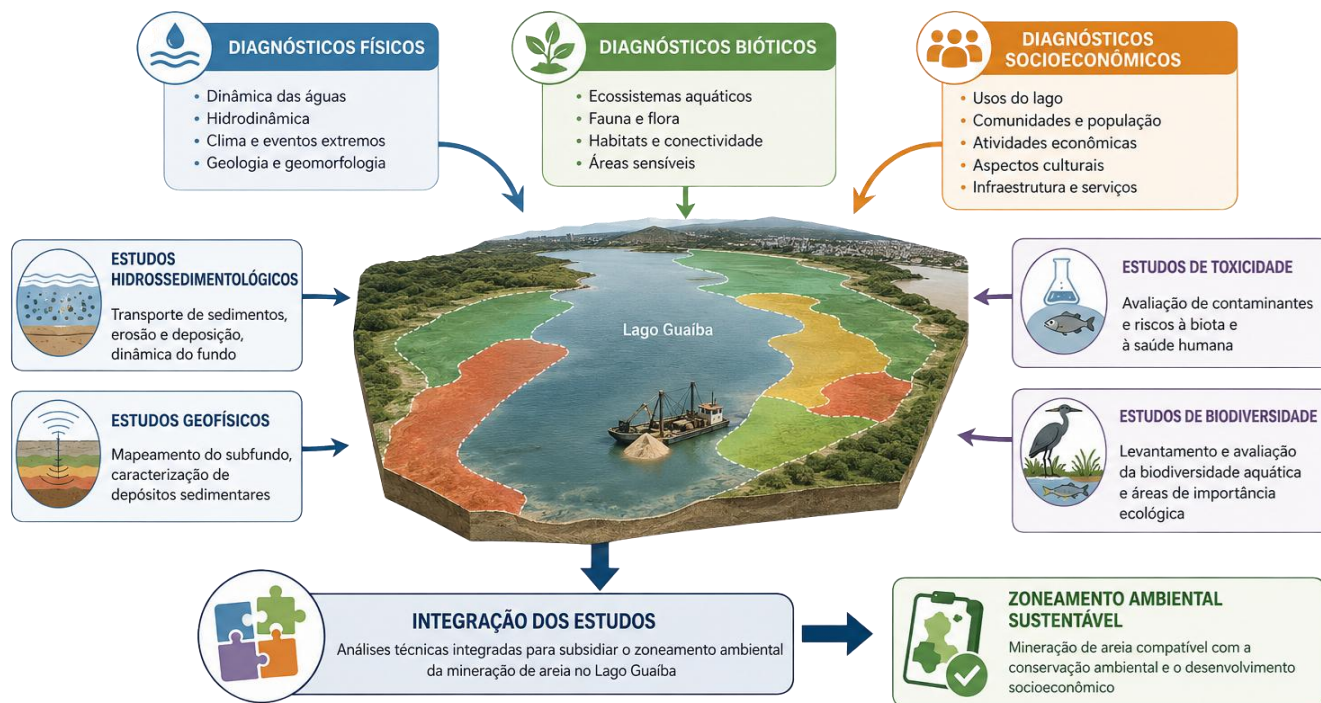 DIAGNÓSTICOS FÍSICOS
• Dinâmica das águas
• Hidrodinâmica
• Clima e eventos extremos
• Geologia e geomorfologia
DIAGNÓSTICOS BIÓTICOS
• Ecossistemas aquáticos
• Fauna e flora
• Habitats e conectividade
• Áreas sensíveis
DIAGNÓSTICOS
SOCIOECONÔMICOS
• Usos do lago
• Comunidades e população
• Atividades econômicas
• Aspectos culturais
• Infraestrutura e serviços
ESTUDOS
HIDROSSEDIMENTOLÓGICOS
Transporte de sedimentos,
erosão e deposição,
dinâmica do fundo
ESTUDOS GEOFÍSICOS
Mapeamento do subfundo,
caracterização de
depósitos sedimentares
Lago Guaíba
ESTUDOS DE TOXICIDADE
Avaliação de contaminantes
e riscos à biota e
à saúde humana
ESTUDOS DE BIODIVERSIDADE
Levantamento e avaliação
da biodiversidade aquática
e áreas de importância
ecológica
INTEGRAÇÃO DOS ESTUDOS
Análises técnicas integradas para subsidiar o zoneamento ambiental
da mineração de areia no Lago Guaíba
ZONEAMENTO AMBIENTAL
SUSTENTÁVEL
Mineração de areia compatível com a
conservação ambiental e o desenvolvimento
socioeconômico